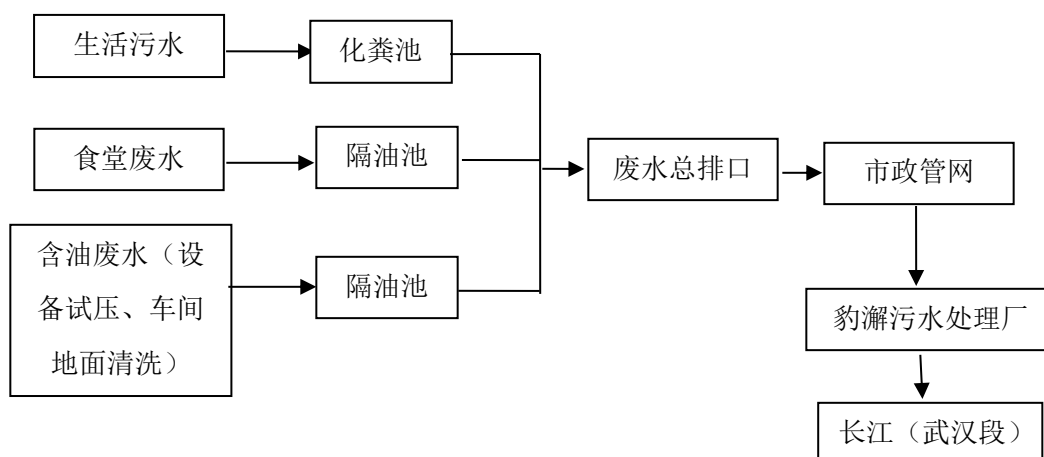 生活污水
化粪池
食堂废水
隔油池
废水总排口
市政管网
含油废水（设
备试压、车间
地面清洗）
隔油池
豹澥污水处理厂
长江（武汉段）